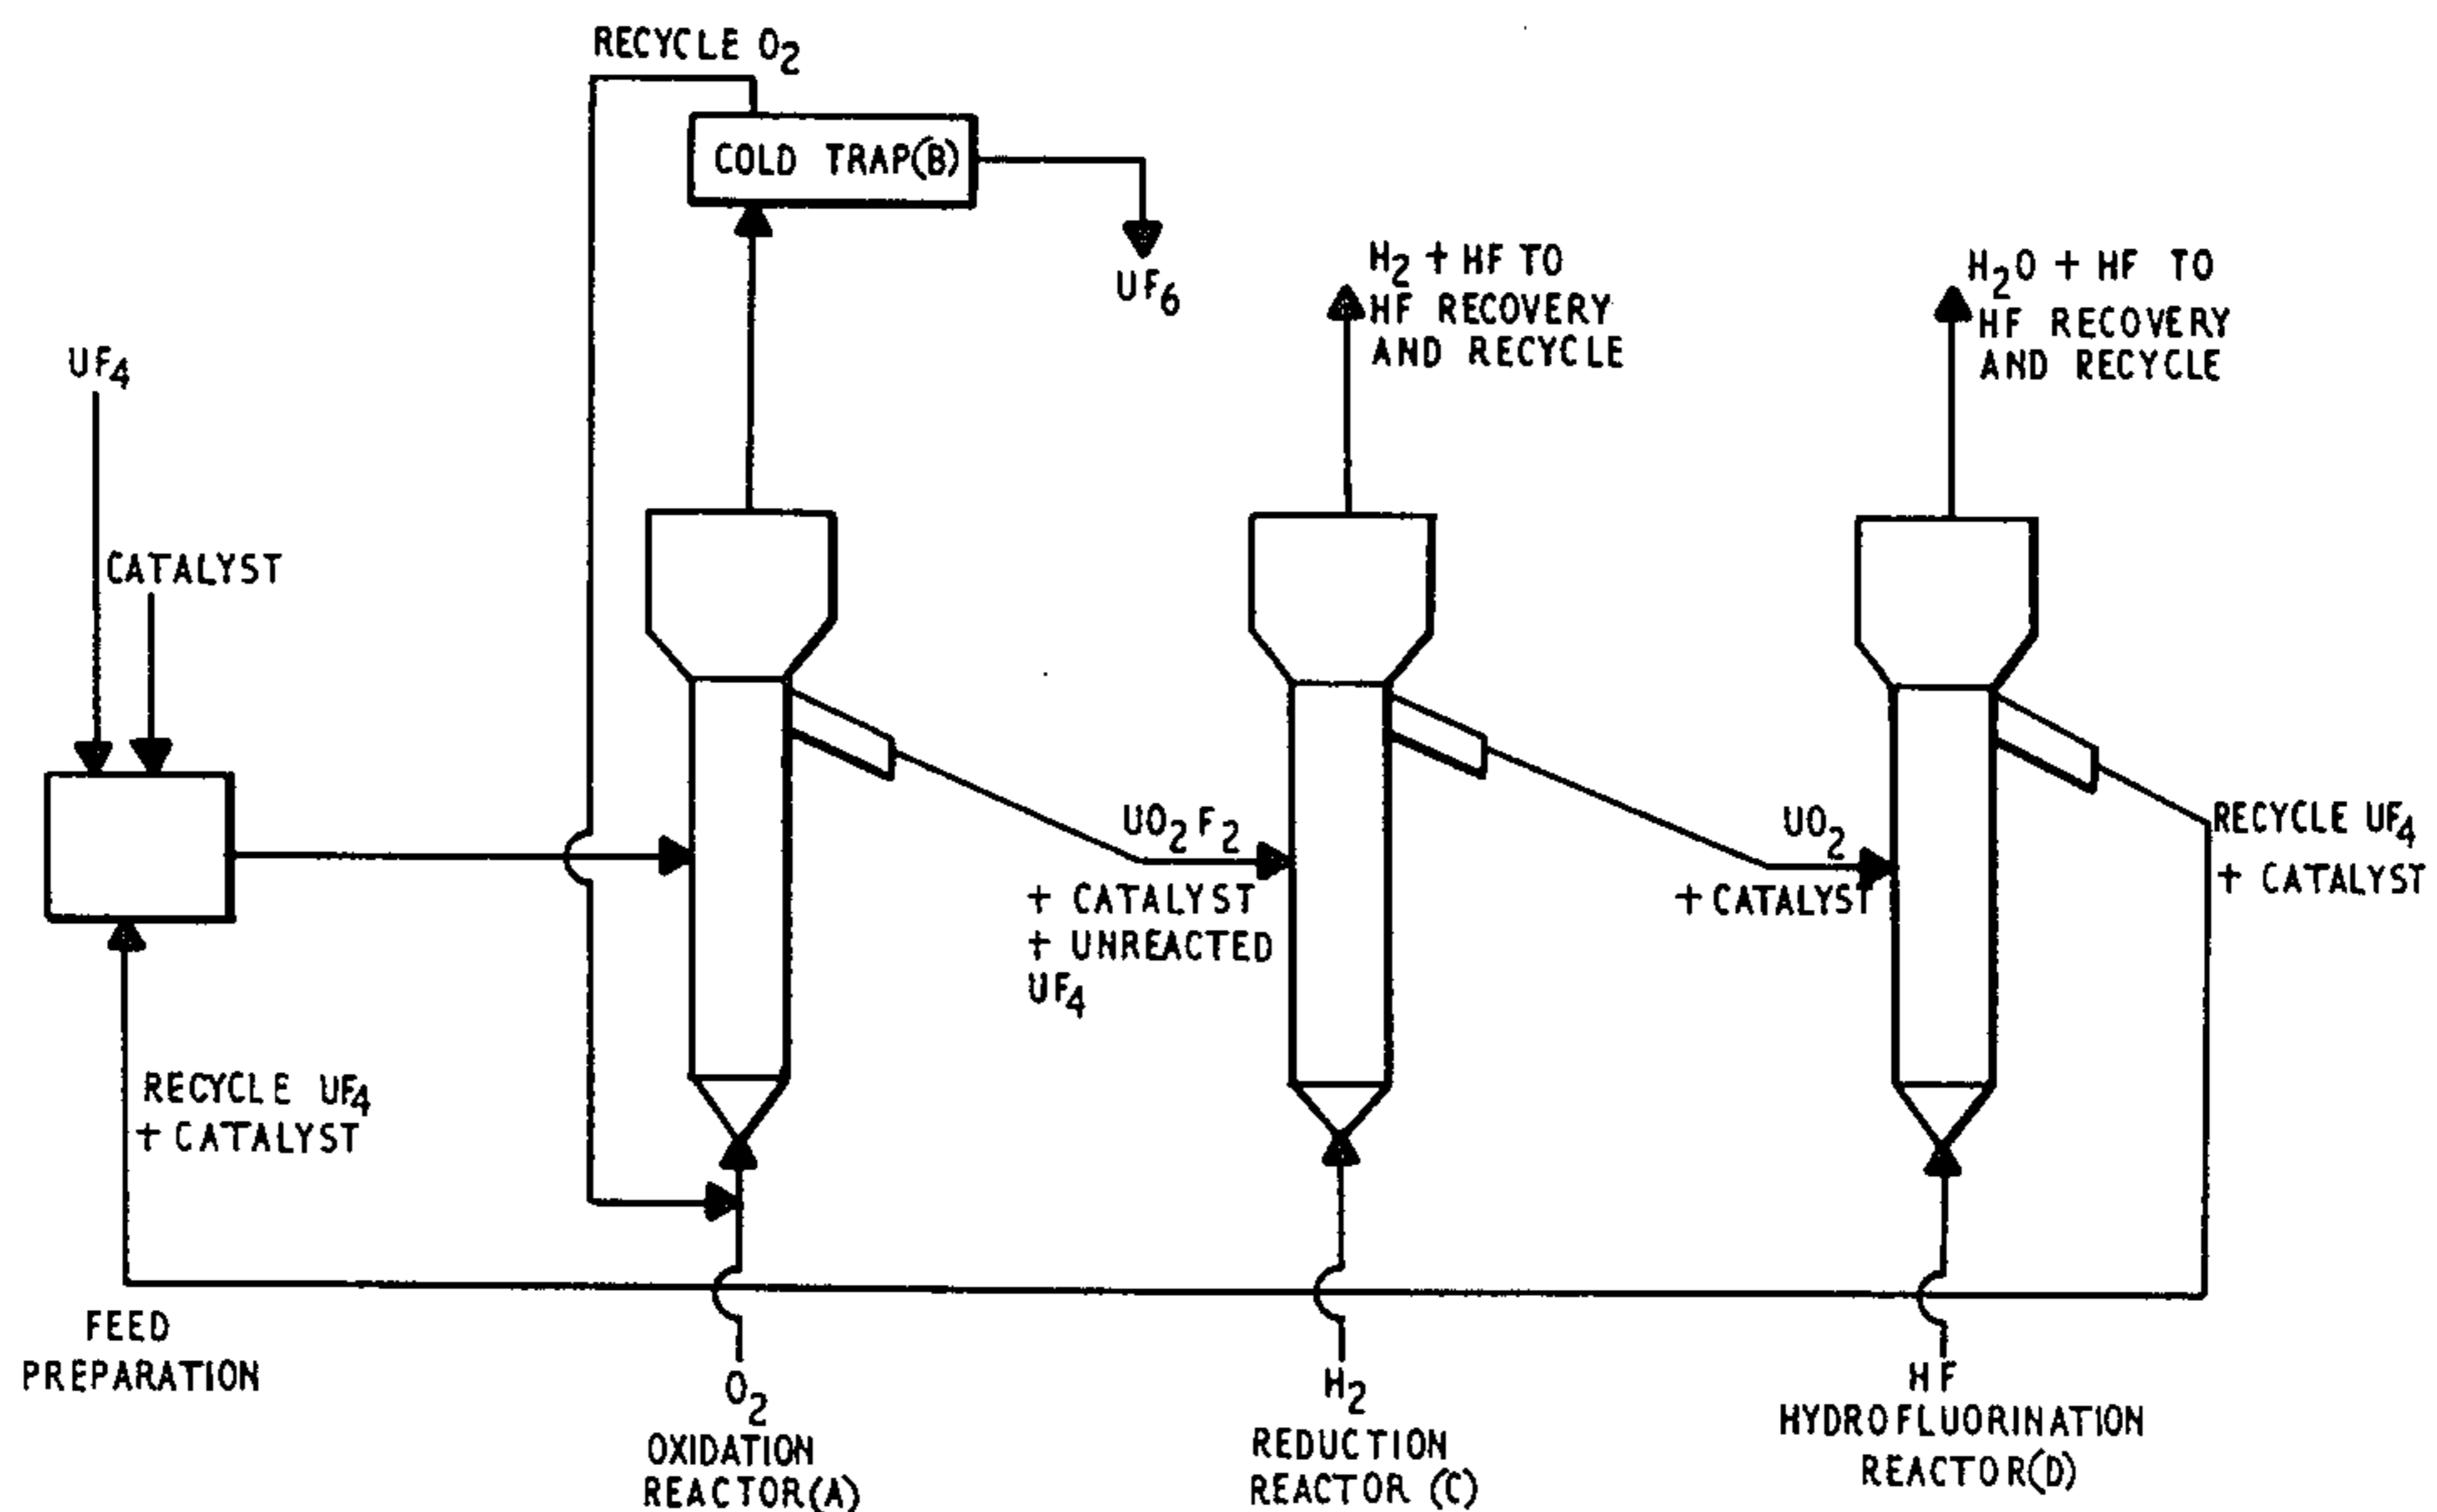 RECYCLE O2
COLD TRAP(B)
UF6
H2 + HF TO
HF RECOVERY
AND RECYCLE
H2O + HF TO
HF RECOVERY
AND RECYCLE
UF4
CATALYST
UO2F2
+ CATALYST
+ UNREACTED
UF4
UO2
+ CATALYST
RECYCLE UF4
+ CATALYST
RECYCLE UF4
+ CATALYST
FEED
PREPARATION
O2
OXIDATION
REACTOR(A)
H2
REDUCTION
REACTOR (C)
HF
HYDROFLUORINATION
REACTOR(D)